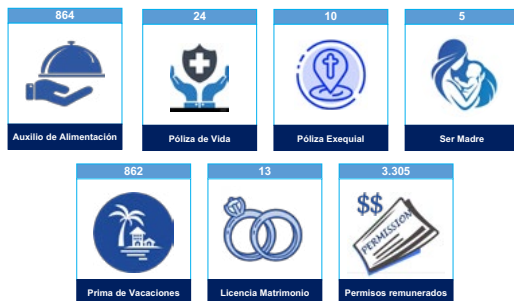 864
24
10
5
Auxilio de Alimentación
Póliza de Vida
Póliza Exequial
Ser Madre
862
13
3.305
$$
PERMISSION
Prima de Vacaciones
Licencia Matrimonio
Permisos remunerados